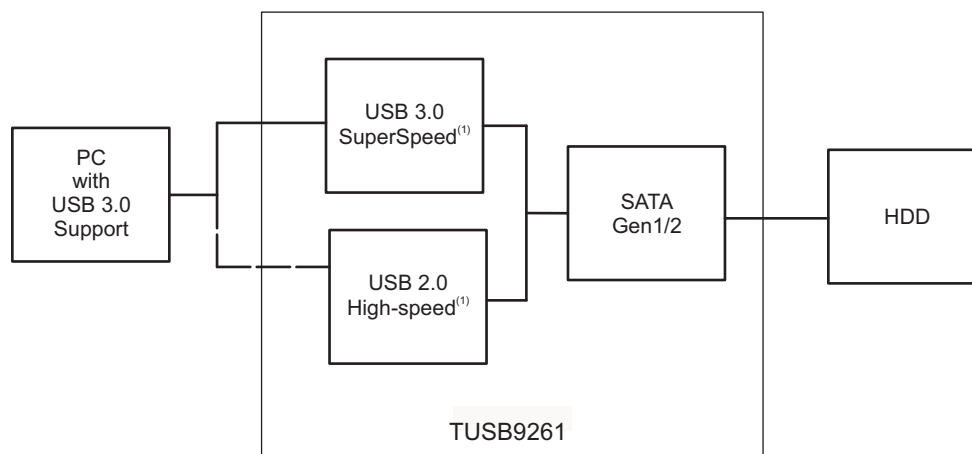 PC
with
USB 3.0
Support
USB 3.0
SuperSpeed(1)
USB 2.0
High-speed(1)
SATA
Gen1/2
HDD
TUSB9261